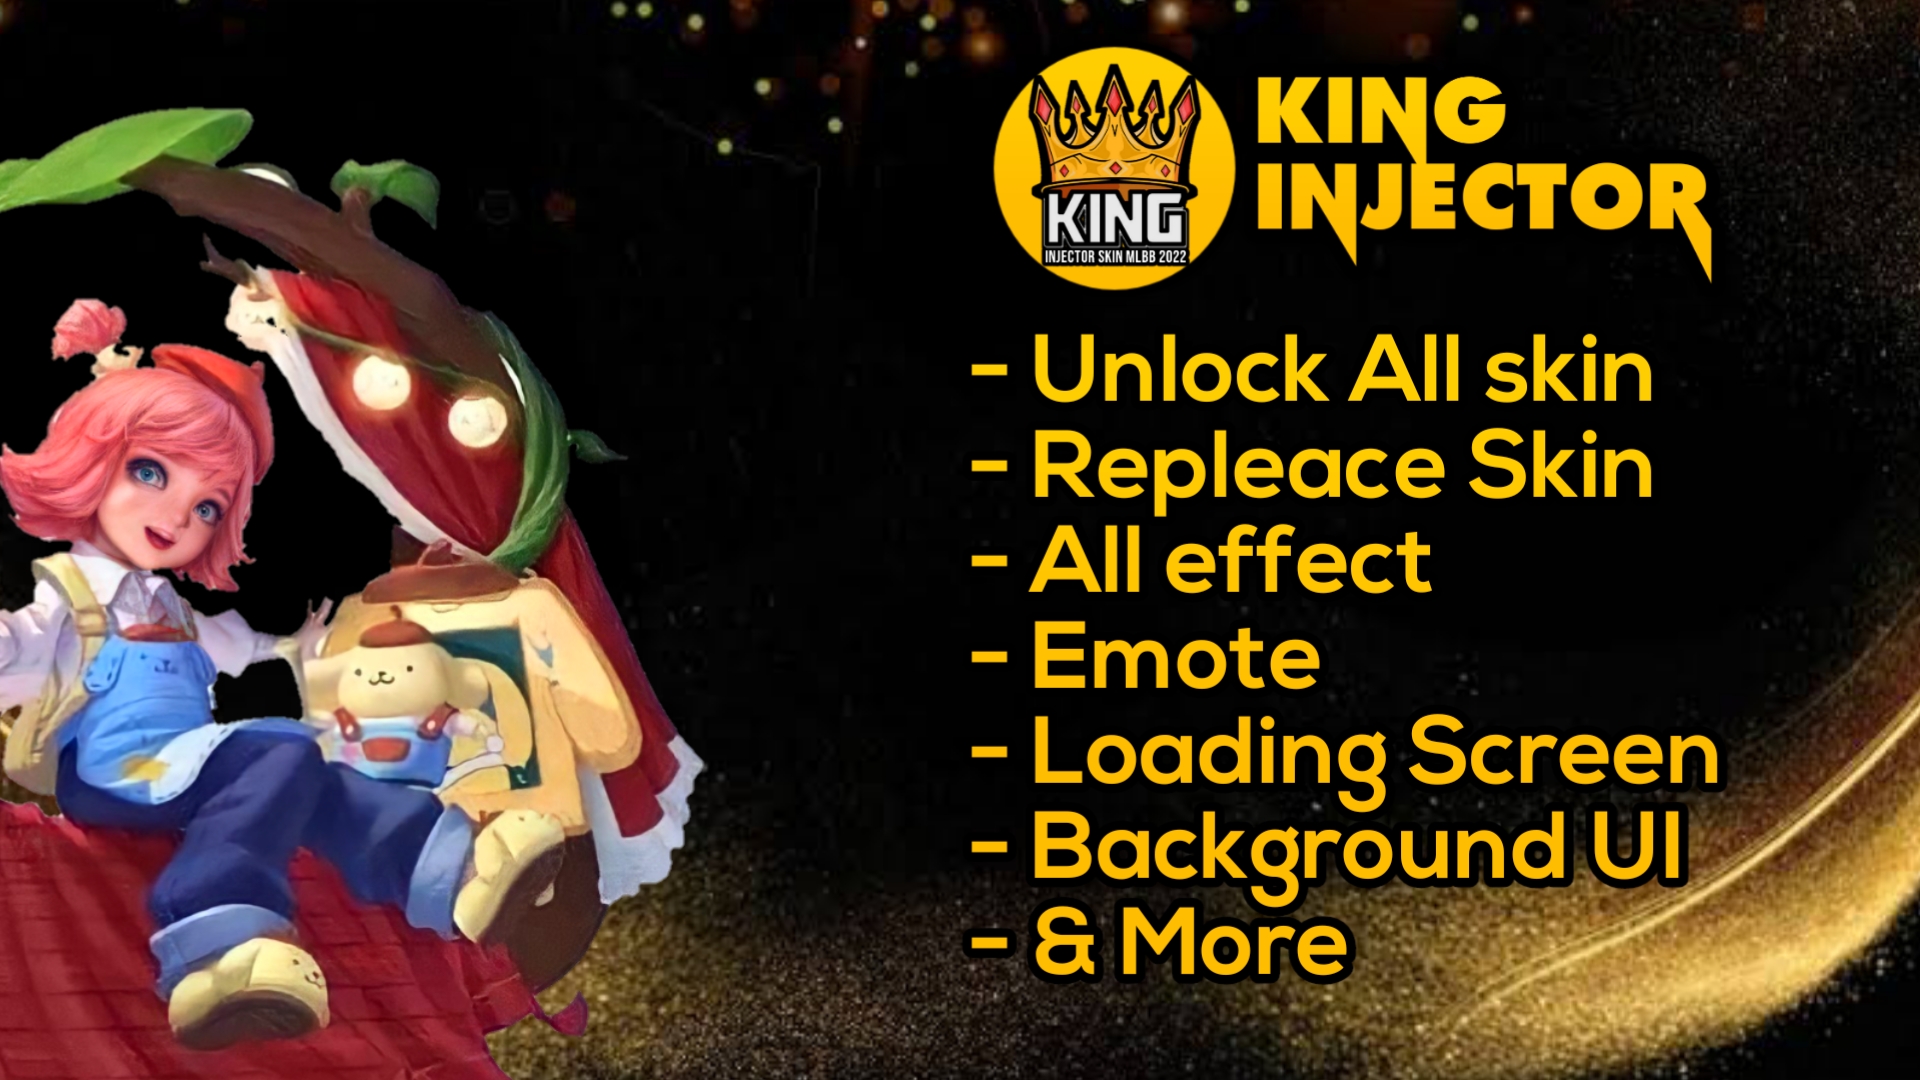 KING
INJECTOR SKIN MLBB 2022
KING
INJECTOR
- Unlock All skin
- Repleace Skin
- All effect
- Emote
- Loading Screen
- Background UI
- & More